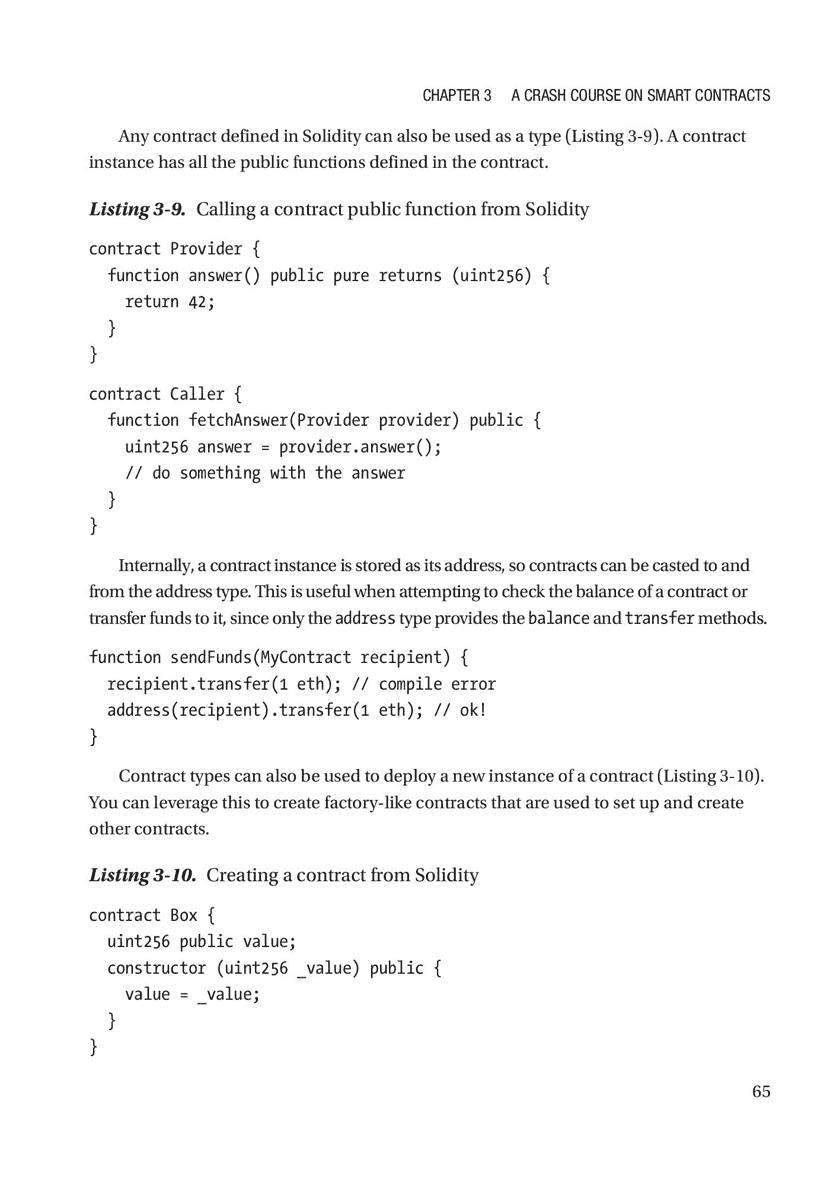 CHAPTER 3 A CRASH COURSE ON SMART CONTRACTS
Any contract defined in Solidity can also be used as a type (Listing 3-9). A contract
instance has all the public functions defined in the contract.
Listing 3-9. Calling a contract public function from Solidity
contract Provider {
  function answer() public pure returns (uint256) {
    return 42;
  }
}
contract Caller {
  function fetchAnswer(Provider provider) public {
    uint256 answer = provider.answer();
    // do something with the answer
  }
}
Internally, a contract instance is stored as its address, so contracts can be casted to and
from the address type. This is useful when attempting to check the balance of a contract or
transfer funds to it, since only the address type provides the balance and transfer methods.
function sendFunds(MyContract recipient) {
  recipient.transfer(1 eth); // compile error
  address(recipient).transfer(1 eth); // ok!
}
Contract types can also be used to deploy a new instance of a contract (Listing 3-10).
You can leverage this to create factory-like contracts that are used to set up and create
other contracts.
Listing 3-10. Creating a contract from Solidity
contract Box {
  uint256 public value;
  constructor (uint256 _value) public {
    value = _value;
  }
}
65